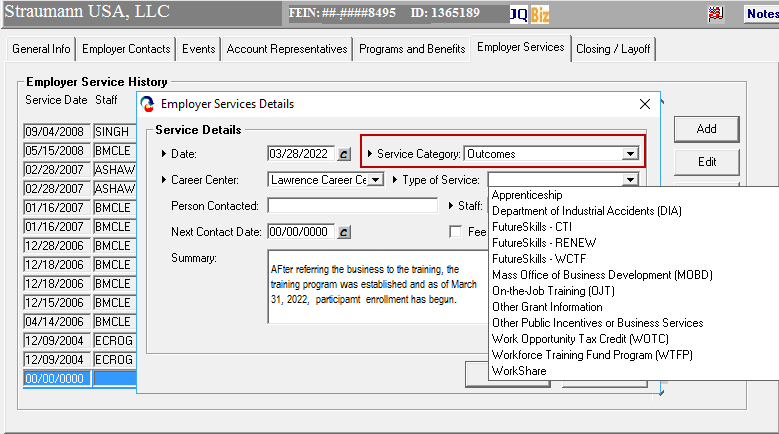 Straumann USA, LLC
FEIN: ##-####8495 ID: 1365189
JQ Biz
Notes
General Info Employer Contacts Events Account Representatives Programs and Benefits Employer Services Closing / Layoff
Employer Service History
Service Date Staff
09/04/2008 SINGH
05/15/2008 BMCLE
02/28/2007 ASHAW
02/28/2007 ASHAW
01/16/2007 BMCLE
01/16/2007 BMCLE
12/28/2006 BMCLE
12/18/2006 BMCLE
12/18/2006 BMCLE
12/15/2006 BMCLE
04/14/2006 BMCLE
12/09/2004 ECROG
12/09/2004 ECROG
00/00/0000
Add
Edit
Employer Services Details
Service Details
Date: 03/28/2022
Service Category: Outcomes
Career Center: Lawrence Career Ce
Type of Service:
Person Contacted:
Staff:
Next Contact Date: 00/00/0000
Fee
Summary:
AFter referring the business to the training, the
training program was established and as of March
31, 2022, participamt enrollment has begun.
Apprenticeship
Department of Industrial Accidents (DIA)
FutureSkills - CTI
FutureSkills - RENEW
FutureSkills - WCTF
Mass Office of Business Development (MOBD)
On-the-Job Training (OJT)
Other Grant Information
Other Public Incentives or Business Services
Work Opportunity Tax Credit (WOTC)
Workforce Training Fund Program (WTFP)
WorkShare